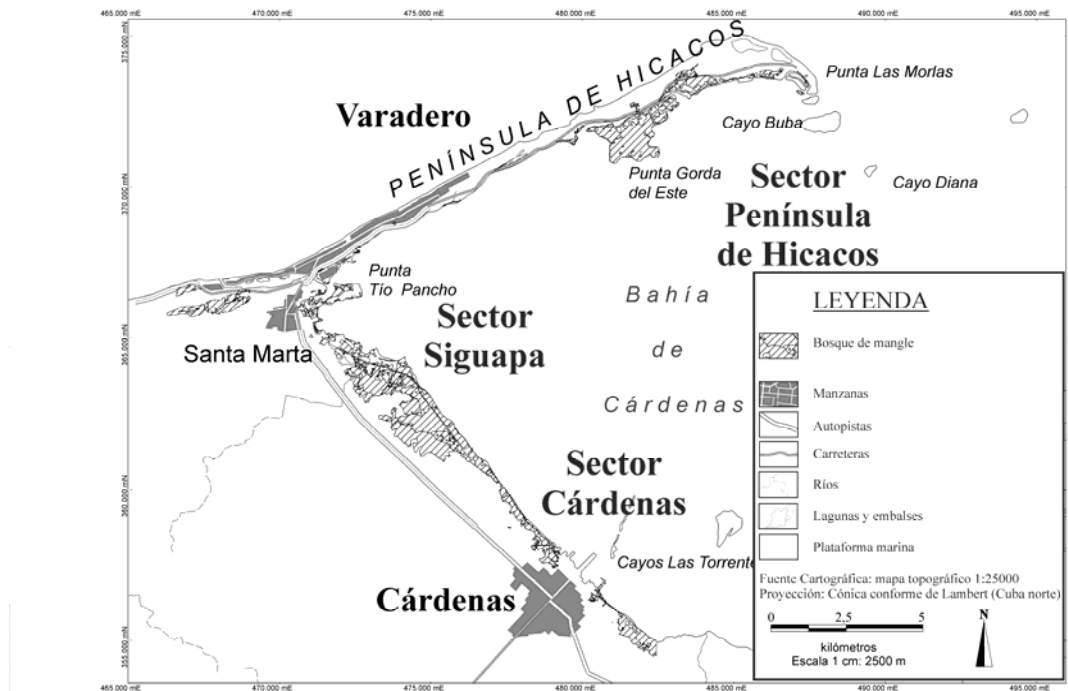 465.000 mE
470.000 mE
475.000 mE
480.000 mE
485.000 mE
490.000 mE
495.000 mE
375.000 mN
370.000 mN
365.000 mN
360.000 mN
355.000 mN
PENÍNSULA DE HICACOS
Varadero
Punta Las Morlas
Cayo Buba
Punta Gorda
del Este
Cayo Diana
Sector
Península
de Hicacos
Punta
Tío Pancho
Santa Marta
Sector
Siguapa
Bahía
de
Cárdenas
Sector
Cárdenas
Cayos Las Torrente
Cárdenas
LEYENDA
Bosque de mangle
Manzanas
Autopistas
Carreteras
Ríos
Lagunas y embalses
Plataforma marina
Fuente Cartográfica: mapa topográfico 1:25000
Proyección: Cónica conforme de Lambert (Cuba norte)
0 2,5 5
kilómetros
Escala 1 cm: 2500 m
N
465.000 mE
470.000 mE
475.000 mE
480.000 mE
485.000 mE
490.000 mE
495.000 mE